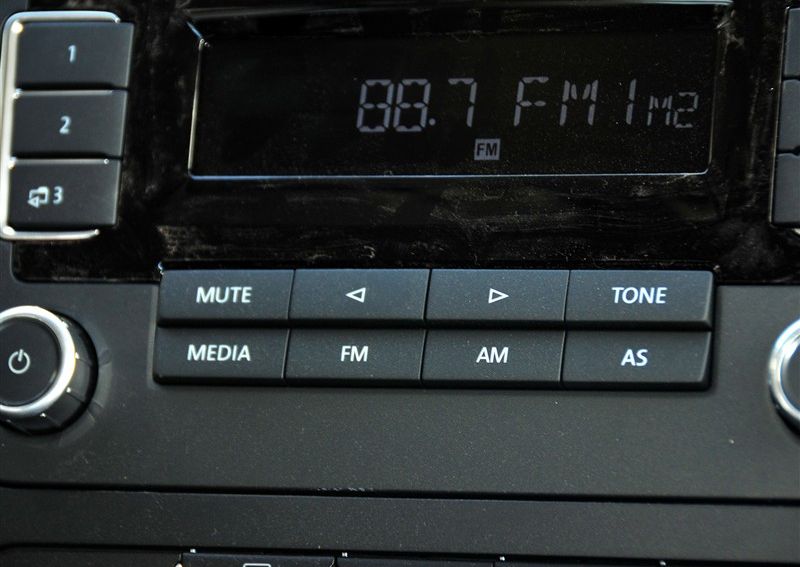 1
2
3
88.7 FM1 M2
FM
MUTE
TONE
MEDIA FM AM AS